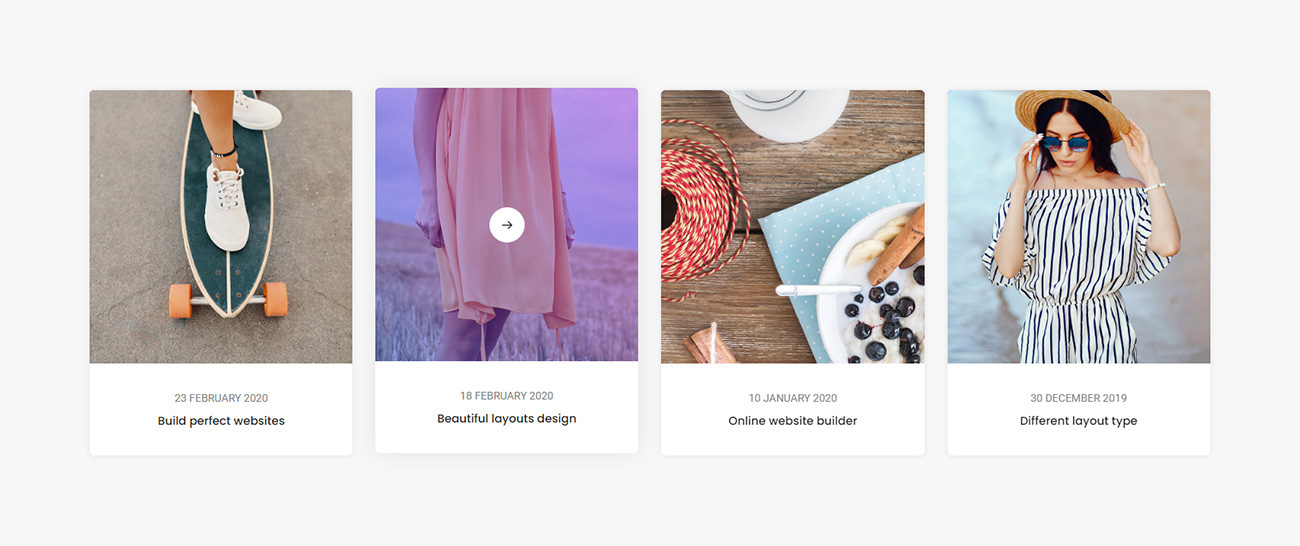 23 FEBRUARY 2020
Build perfect websites
18 FEBRUARY 2020
Beautiful layouts design
10 JANUARY 2020
Online website builder
30 DECEMBER 2019
Different layout type